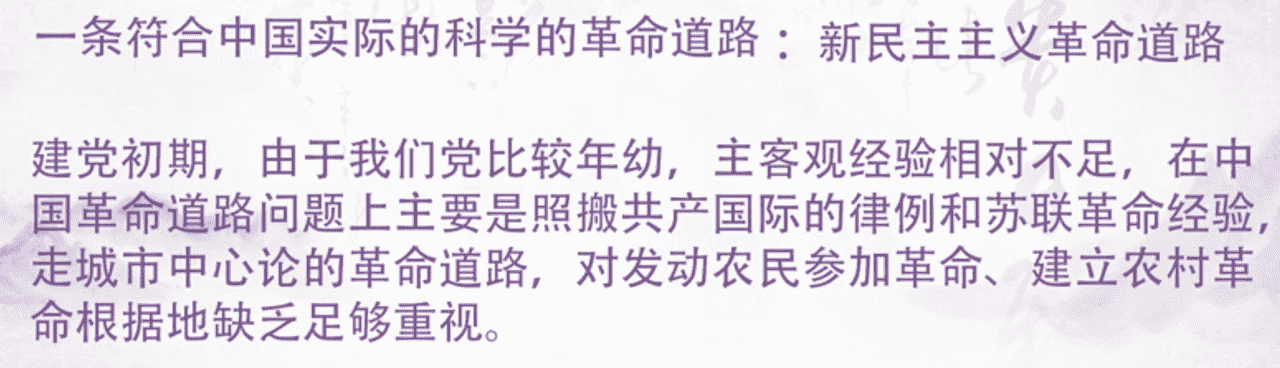 一条符合中国实际的科学的革命道路：新民主主义革命道路
建党初期，由于我们党比较年幼，主客观经验相对不足，在中
国革命道路问题上主要是照搬共产国际的律例和苏联革命经验，
走城市中心论的革命道路，对发动农民参加革命、建立农村革
命根据地缺乏足够重视。